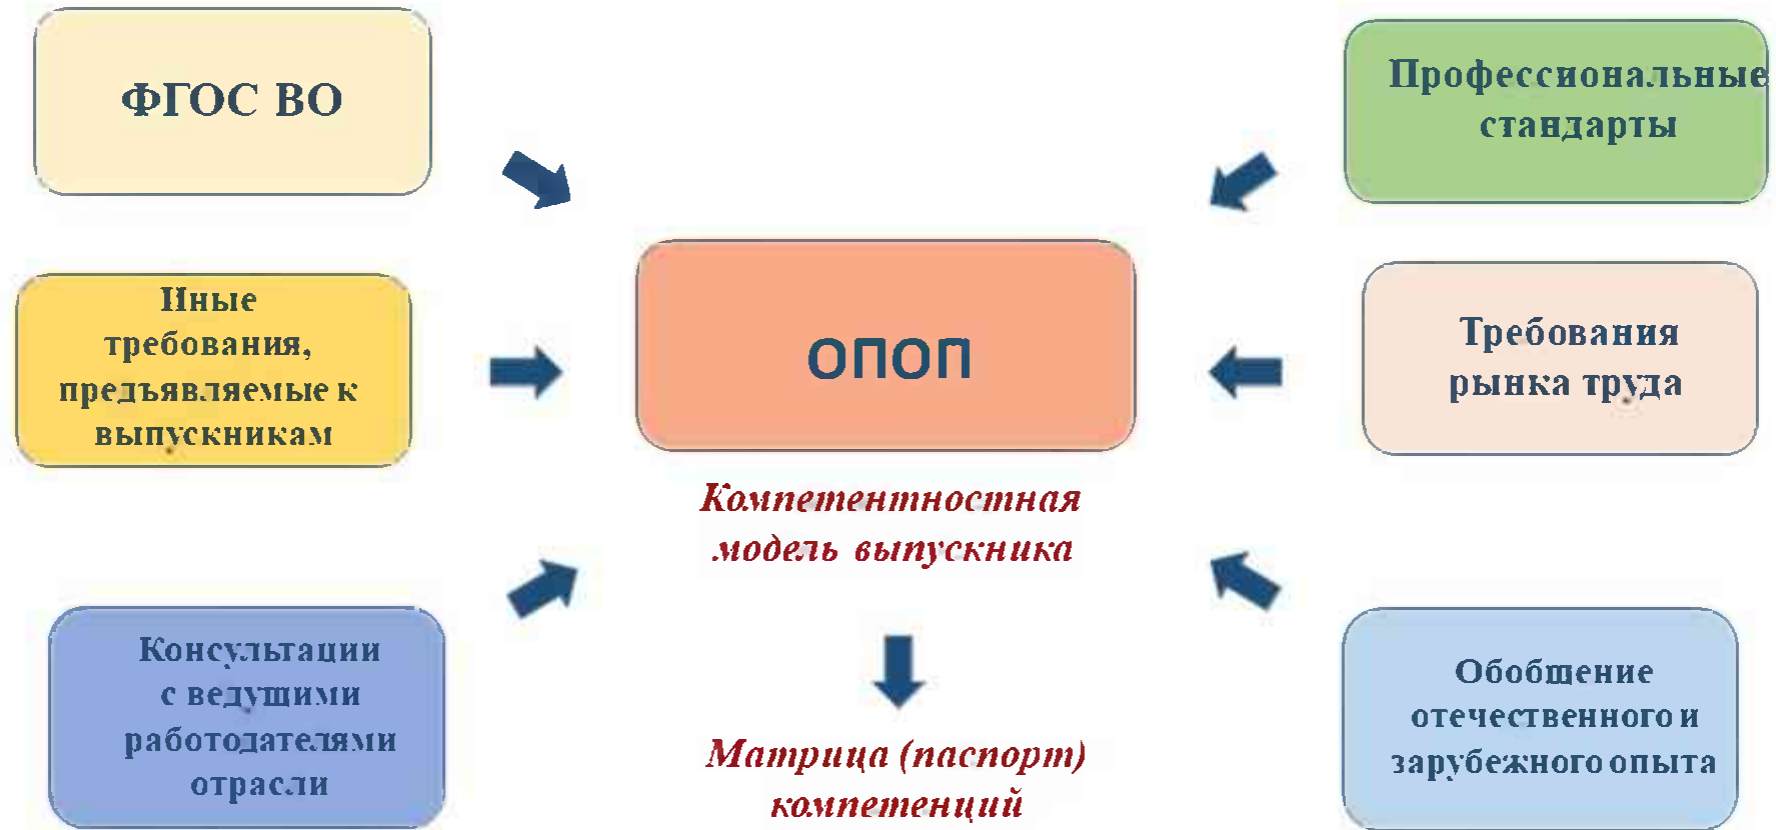 ФГОС ВО
Иные
требования,
предъявляемые к
выпускникам
Консультации
с ведущими
работодателями
отрасли
ОПОП
Компетентностная
модель выпускника
Матрица (паспорт)
компетенций
Профессиональные
стандарты
Требования
рынка труда
Обобщение
отечественного и
зарубежного опыта